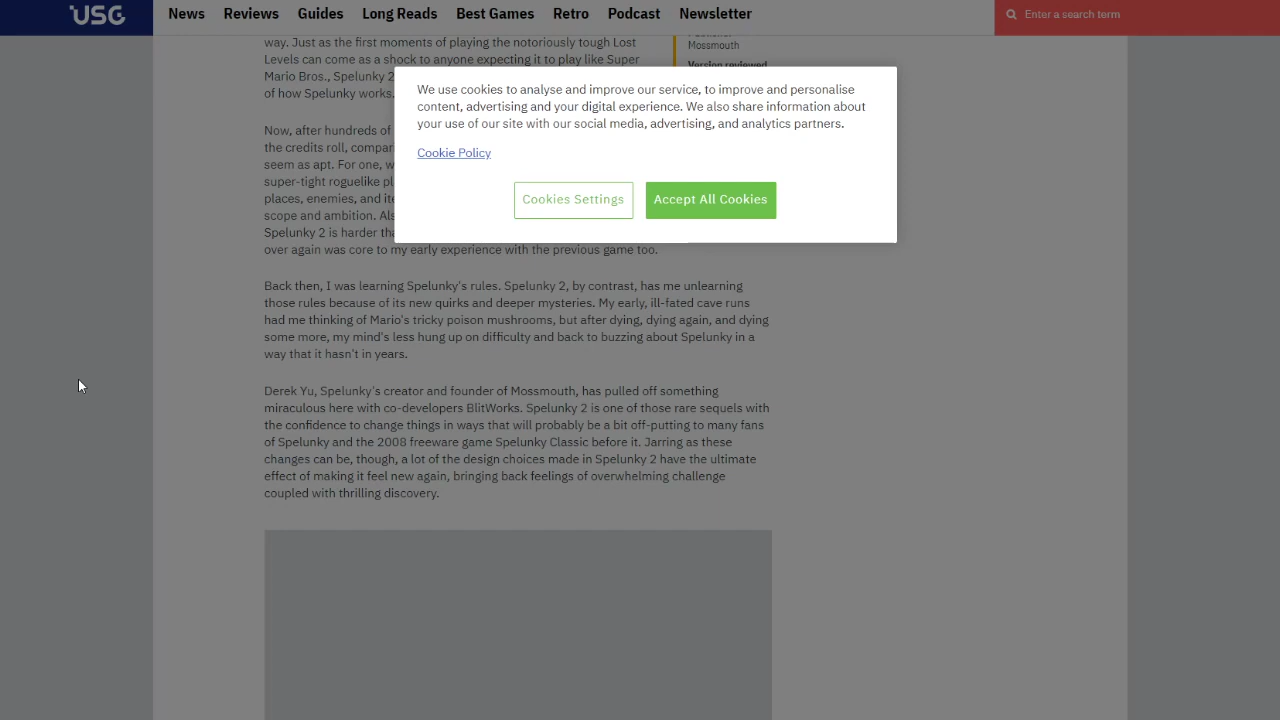 USG
News Reviews Guides Long Reads Best Games Retro Podcast Newsletter
Enter a search term
way. Just as the first moments of playing the notoriously tough Lost
Levels can come as a shock to anyone expecting it to play like Super
Mario Bros., Spelunky 2
of how Spelunky works.
Mossmouth
Version reviewed
We use cookies to analyse and improve our service, to improve and personalise
content, advertising and your digital experience. We also share information about
your use of our site with our social media, advertising, and analytics partners.
Cookie Policy
Cookies Settings
Accept All Cookies
Now, after hundreds of
the credits roll, compar
seem as apt. For one, w
super-tight roguelike pl
places, enemies, and ite
scope and ambition. Als
Spelunky 2 is harder tha
over again was core to my early experience with the previous game too.
Back then, I was learning Spelunky's rules. Spelunky 2, by contrast, has me unlearning
those rules because of its new quirks and deeper mysteries. My early, ill-fated cave runs
had me thinking of Mario's tricky poison mushrooms, but after dying, dying again, and dying
some more, my mind's less hung up on difficulty and back to buzzing about Spelunky in a
way that it hasn't in years.
Derek Yu, Spelunky's creator and founder of Mossmouth, has pulled off something
miraculous here with co-developers BlitWorks. Spelunky 2 is one of those rare sequels with
the confidence to change things in ways that will probably be a bit off-putting to many fans
of Spelunky and the 2008 freeware game Spelunky Classic before it. Jarring as these
changes can be, though, a lot of the design choices made in Spelunky 2 have the ultimate
effect of making it feel new again, bringing back feelings of overwhelming challenge
coupled with thrilling discovery.